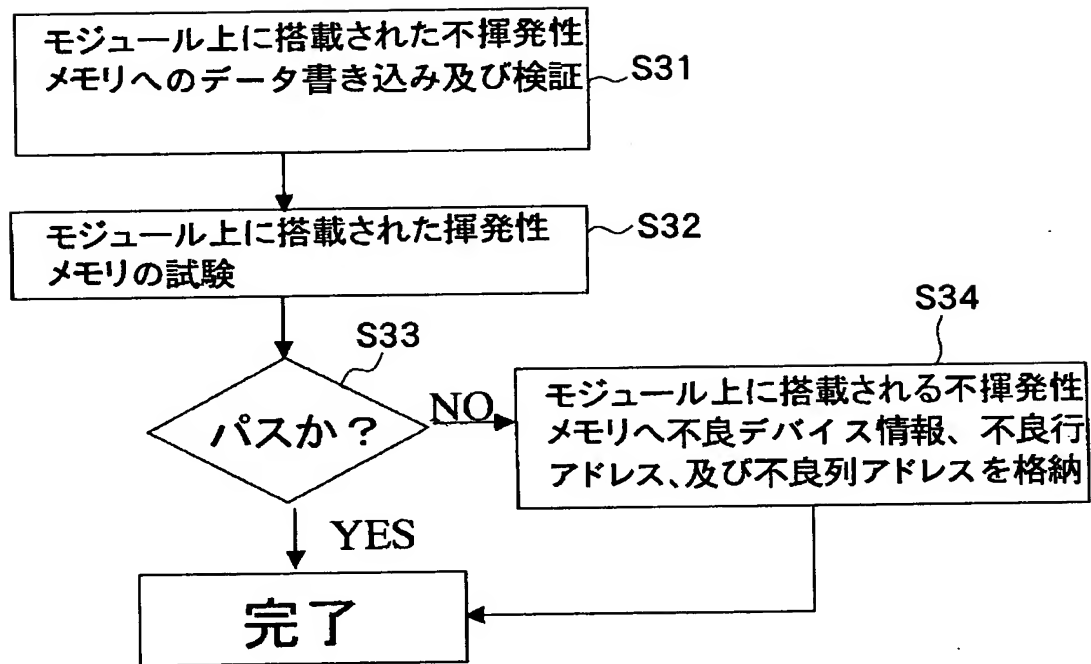 モジュール上に搭載された不揮発性
メモリへのデータ書き込み及び検証
S31
モジュール上に搭載された揮発性
メモリの試験
S32
S33
パスか?
NO
S34
モジュール上に搭載される不揮発性
メモリへ不良デバイス情報、不良行
アドレス、及び不良列アドレスを格納
YES
完了